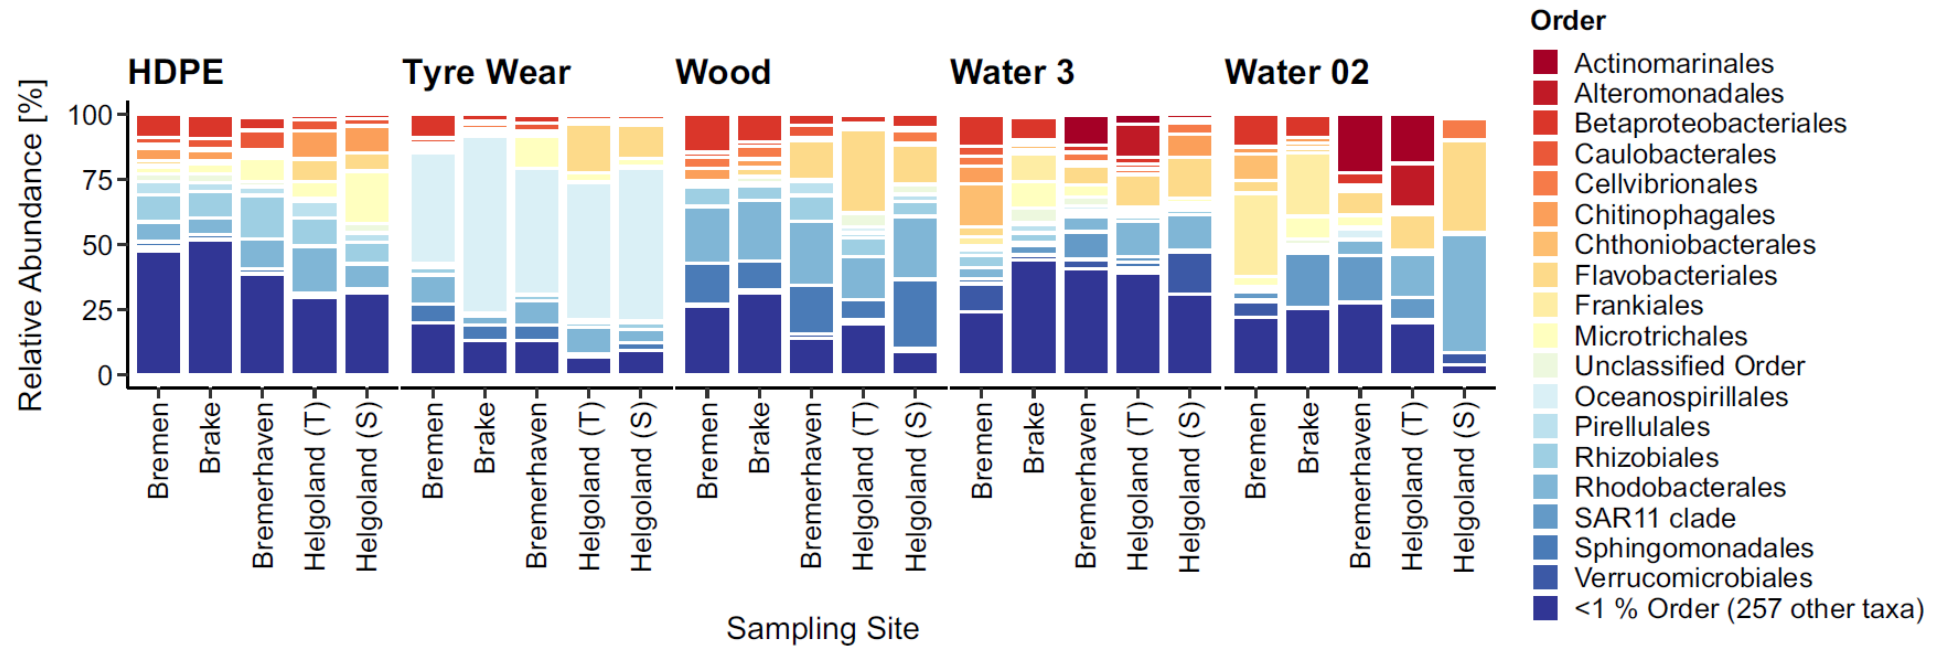 HDPE
Tyre Wear
Wood
Water 3
Water 02
Relative Abundance [%]
100
75
50
25
0
Bremen
Brake
Bremerhaven
Helgoland (T)
Helgoland (S)
Bremen
Brake
Bremerhaven
Helgoland (T)
Helgoland (S)
Bremen
Brake
Bremerhaven
Helgoland (T)
Helgoland (S)
Bremen
Brake
Bremerhaven
Helgoland (T)
Helgoland (S)
Bremen
Brake
Bremerhaven
Helgoland (T)
Helgoland (S)
Sampling Site
Order
Actinomarinales
Alteromonadales
Betaproteobacteriales
Caulobacterales
Cellvibrionales
Chitinophagales
Chthoniobacterales
Flavobacteriales
Frankiales
Microtrichales
Unclassified Order
Oceanospirillales
Pirellulales
Rhizobiales
Rhodobacterales
SAR11 clade
Sphingomonadales
Verrucomicrobiales
<1 % Order (257 other taxa)